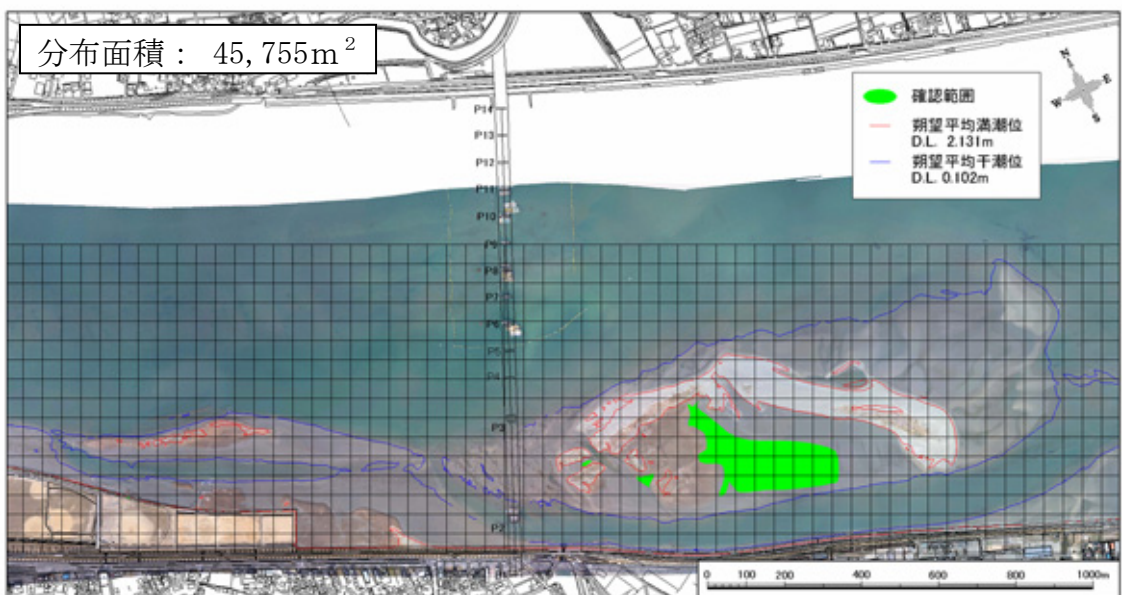 分布面積： 45,755m²
N
E
W
S
確認範囲
朔望平均満潮位
D.L. 2.131m
朔望平均干潮位
D.L. 0.102m
P14
P13
P12
P11
P10
P9
P8
P7
P6
P5
P4
P3
P2
0 100 200 400 600 800 1000m